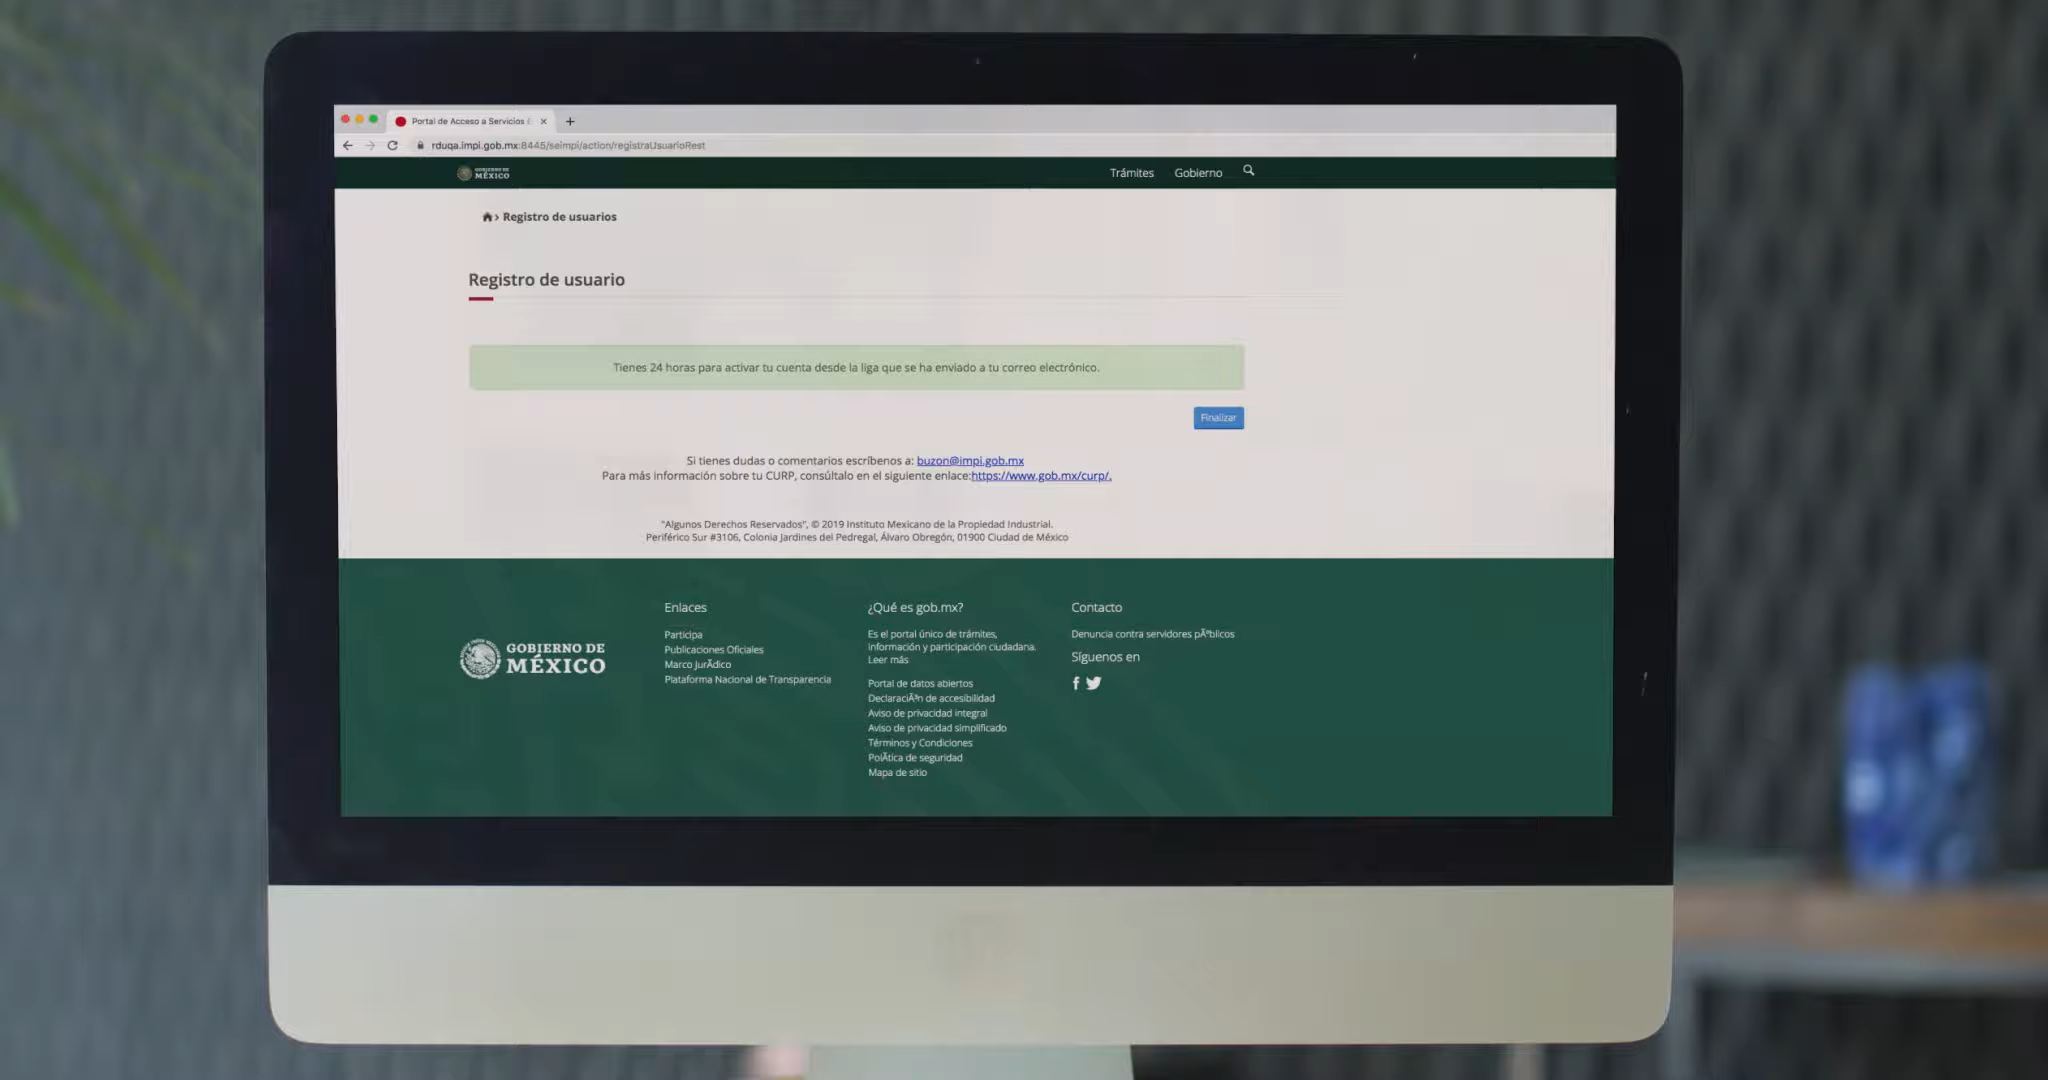 Portal de Acceso a Servicios E
rduqa.impi.gob.mx:8445/seimpi/action/registraUsuarioRest
GOBIERNO DE
MÉXICO
Trámites
Gobierno
Registro de usuarios
Registro de usuario
Tienes 24 horas para activar tu cuenta desde la liga que se ha enviado a tu correo electrónico.
Finalizar
Si tienes dudas o comentarios escríbenos a: buzon@impi.gob.mx
Para más información sobre tu CURP, consúltalo en el siguiente enlace:https://www.gob.mx/curp/.
"Algunos Derechos Reservados", © 2019 Instituto Mexicano de la Propiedad Industrial.
Periférico Sur #3106, Colonia Jardines del Pedregal, Álvaro Obregón, 01900 Ciudad de México
GOBIERNO DE
MÉXICO
Enlaces
Participa
Publicaciones Oficiales
Marco JurÃdico
Plataforma Nacional de Transparencia
¿Qué es gob.mx?
Es el portal único de trámites,
información y participación ciudadana.
Leer más
Portal de datos abiertos
DeclaraciÃ³n de accesibilidad
Aviso de privacidad integral
Aviso de privacidad simplificado
Términos y Condiciones
PolÃtica de seguridad
Mapa de sitio
Contacto
Denuncia contra servidores pÃºblicos
Síguenos en